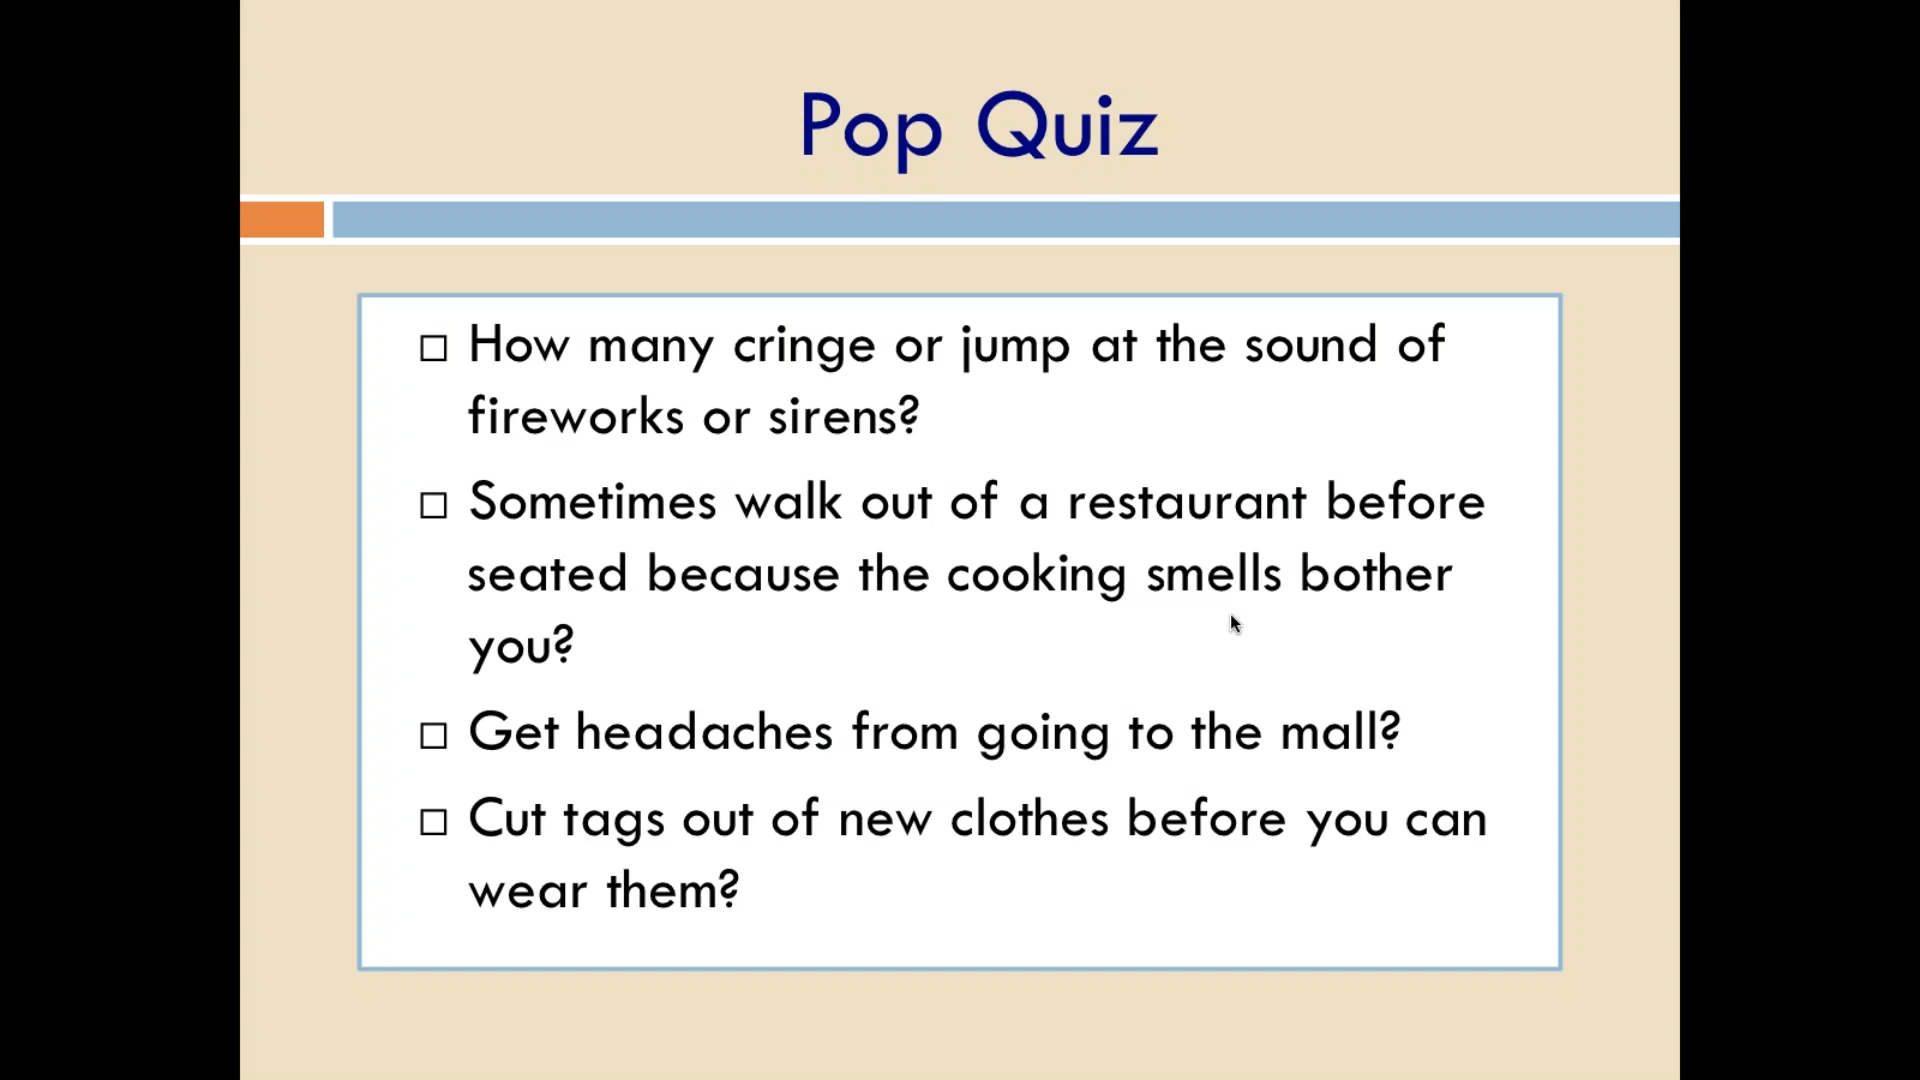 Pop Quiz
□ How many cringe or jump at the sound of
fireworks or sirens?
□ Sometimes walk out of a restaurant before
seated because the cooking smells bother
you?
□ Get headaches from going to the mall?
□ Cut tags out of new clothes before you can
wear them?